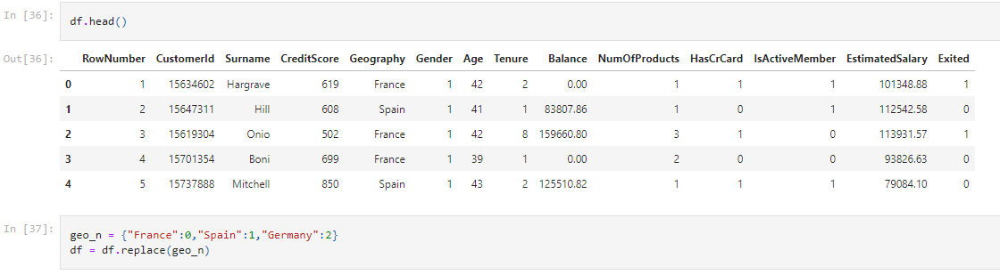 In [36]:
df.head()
Out[36]:
RowNumber CustomerId Surname CreditScore Geography Gender Age Tenure Balance NumOfProducts HasCrCard IsActiveMember EstimatedSalary Exited
0 1 15634602 Hargrave 619 France 1 42 2 0.00 1 1 1 101348.88 1
1 2 15647311 Hill 608 Spain 1 41 1 83807.86 1 0 1 112542.58 0
2 3 15619304 Onio 502 France 1 42 8 159660.80 3 1 0 113931.57 1
3 4 15701354 Boni 699 France 1 39 1 0.00 2 0 0 93826.63 0
4 5 15737888 Mitchell 850 Spain 1 43 2 125510.82 1 1 1 79084.10 0
In [37]:
geo_n = {"France":0,"Spain":1,"Germany":2}
df = df.replace(geo_n)